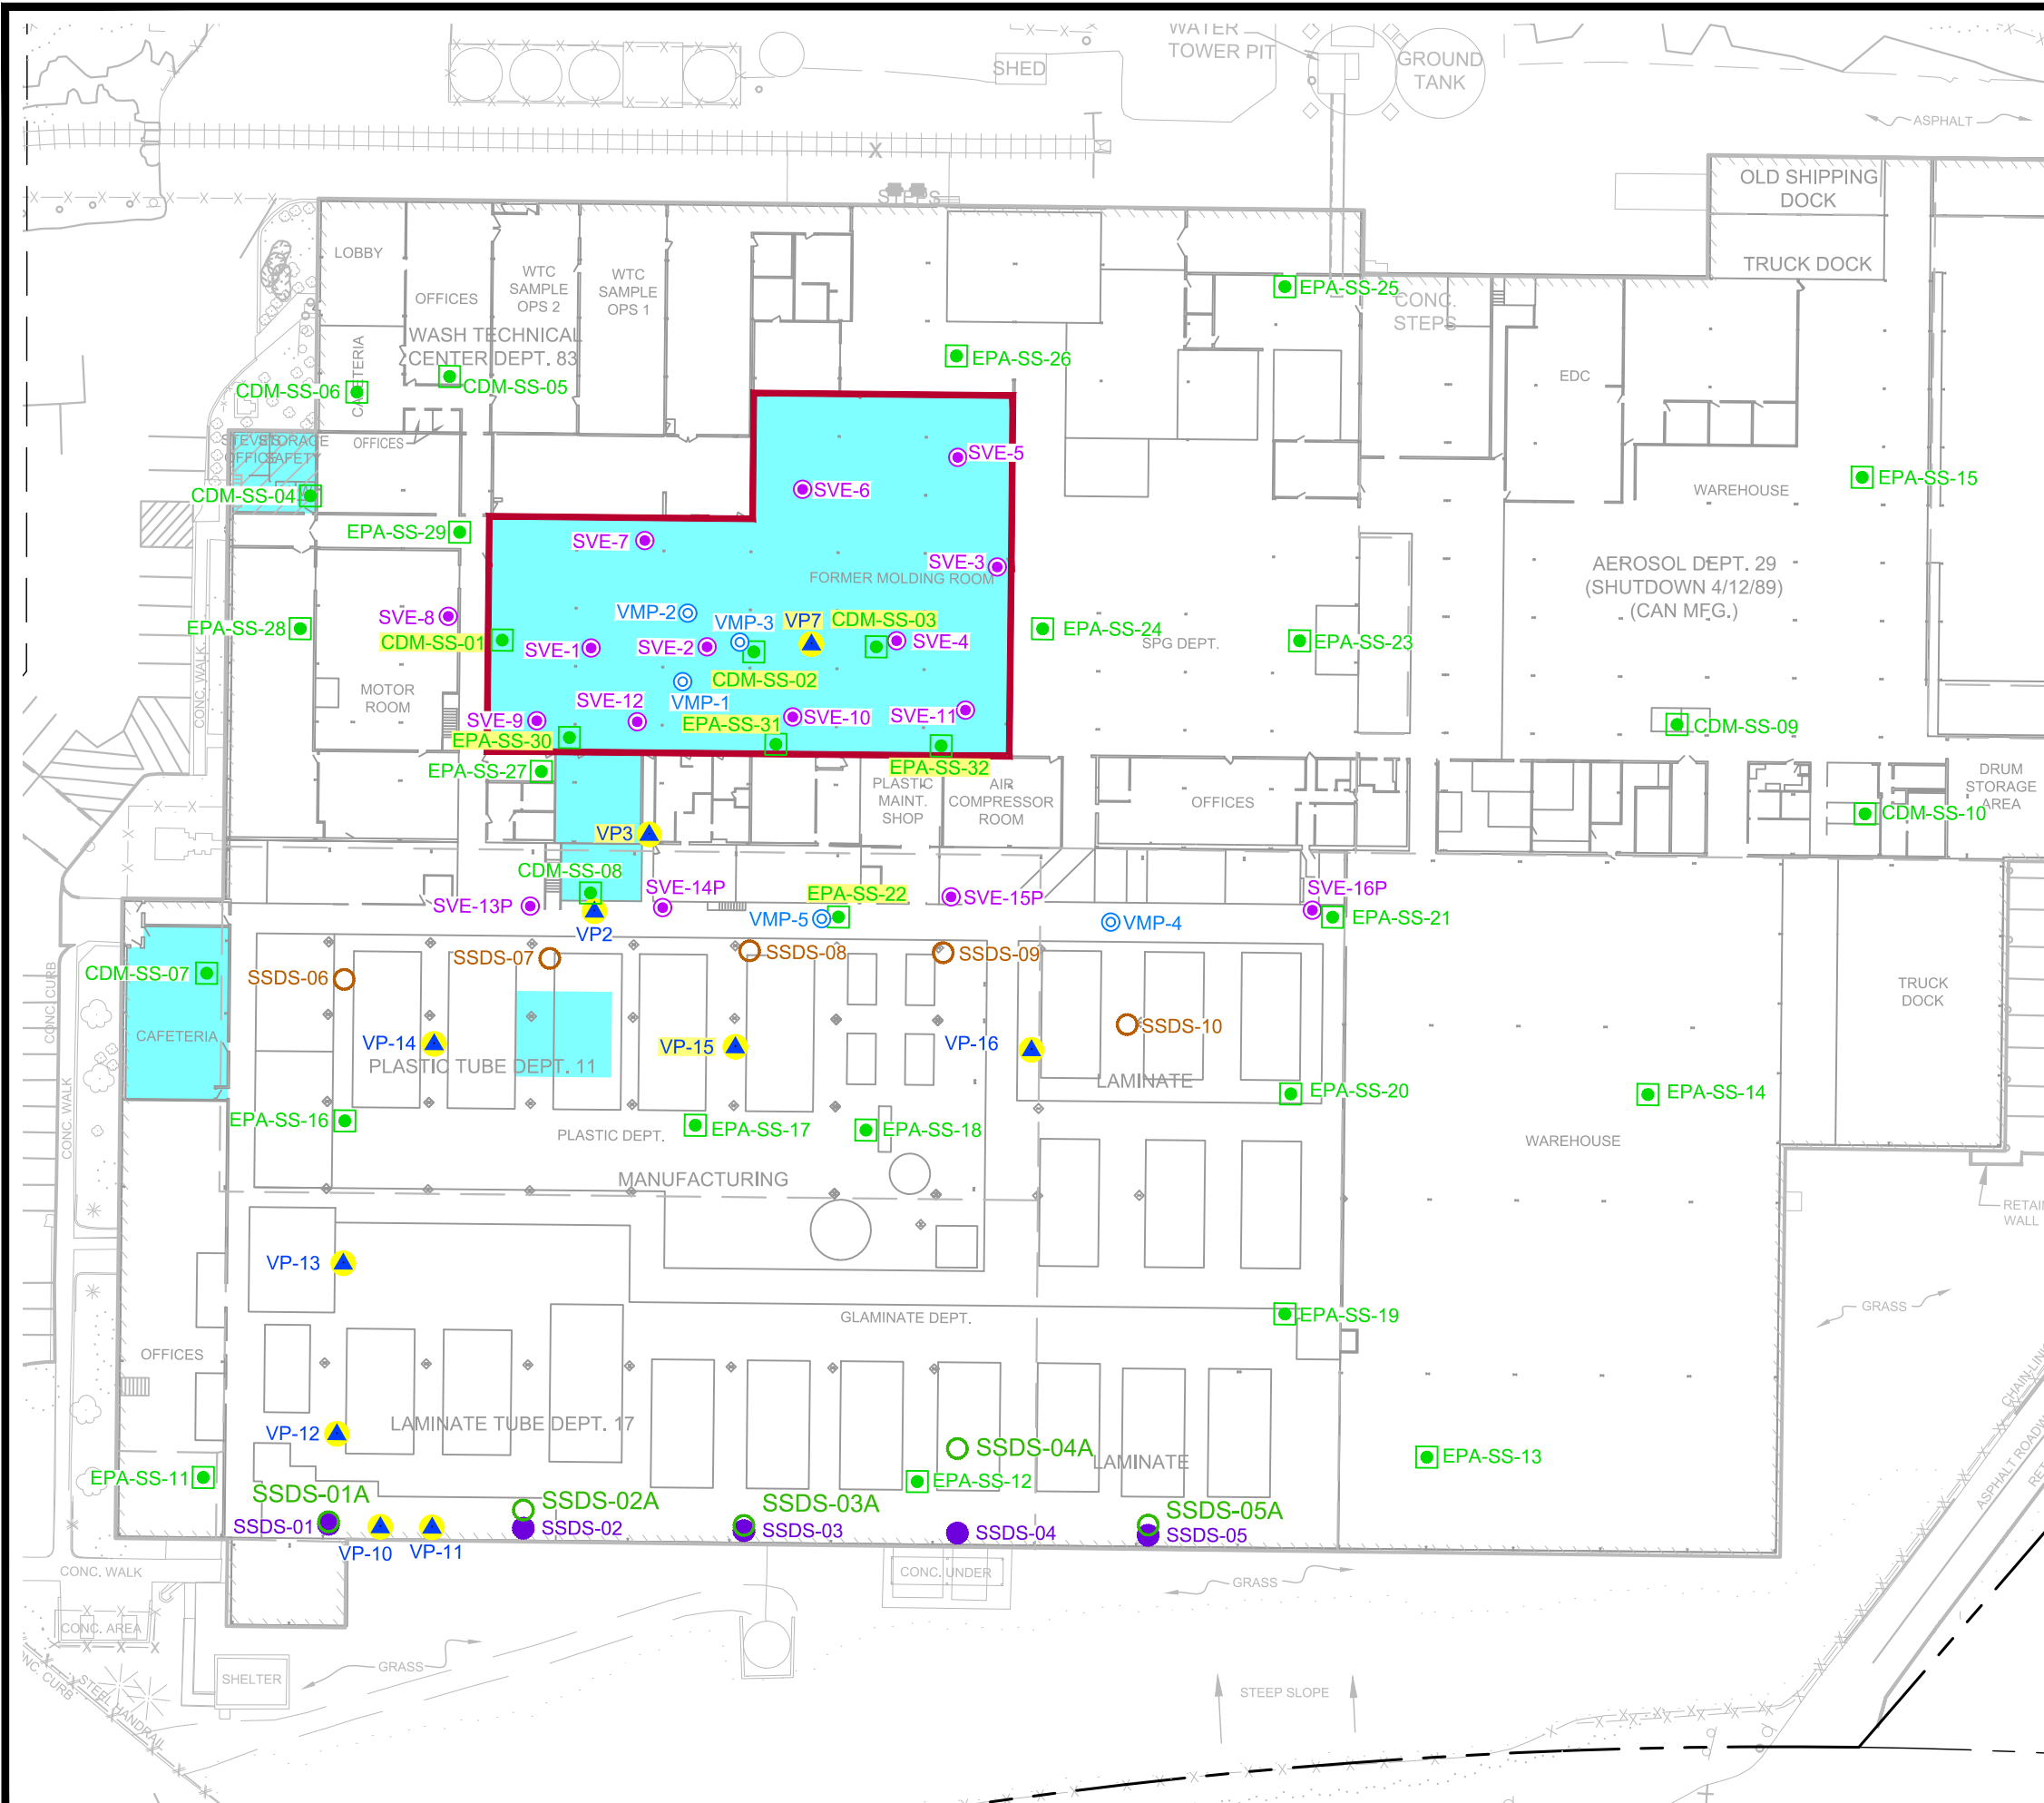 WATER
TOWER PIT
GROUND
TANK
SHED
ASPHALT
STEPS
OLD SHIPPING
DOCK
TRUCK DOCK
LOBBY
OFFICES
WTC
SAMPLE
OPS 2
WTC
SAMPLE
OPS 1
EPA-SS-25
CONC.
STEPS
WASH TECHNICAL
CENTER DEPT. 83
CAFETERIA
EPA-SS-26
EDC
CDM-SS-06
CDM-SS-05
OFFICES
STEVES
OFFICE
STORAGE
SAFETY
SVE-5
SVE-6
EPA-SS-15
WAREHOUSE
CDM-SS-04
EPA-SS-29
SVE-7
SVE-3
FORMER MOLDING ROOM
AEROSOL DEPT. 29
(SHUTDOWN 4/12/89)
(CAN MFG.)
SVE-8
VMP-2
VMP-3
VP7
CDM-SS-03
EPA-SS-28
CDM-SS-01
SVE-1
SVE-2
SVE-4
EPA-SS-24
SPG DEPT.
EPA-SS-23
CONC. WALK
CDM-SS-02
MOTOR
ROOM
VMP-1
SVE-12
SVE-9
SVE-10
SVE-11
EPA-SS-31
CDM-SS-09
EPA-SS-30
EPA-SS-27
EPA-SS-32
PLASTIC
MAINT.
SHOP
AIR
COMPRESSOR
ROOM
OFFICES
DRUM
STORAGE
AREA
CDM-SS-10
VP3
CDM-SS-08
SVE-14P
EPA-SS-22
SVE-15P
SVE-16P
SVE-13P
VP2
VMP-5
VMP-4
EPA-SS-21
CDM-SS-07
SSDS-06
SSDS-07
SSDS-08
SSDS-09
TRUCK
DOCK
CONC. CURB
CAFETERIA
VP-14
VP-15
VP-16
SSDS-10
PLASTIC TUBE DEPT. 11
LAMINATE
EPA-SS-20
EPA-SS-14
CONC. WALK
EPA-SS-16
PLASTIC DEPT.
EPA-SS-17
EPA-SS-18
WAREHOUSE
MANUFACTURING
WALL
VP-13
GLAMINATE DEPT.
EPA-SS-19
GRASS
OFFICES
VP-12
LAMINATE TUBE DEPT. 17
SSDS-04A
LAMINATE
EPA-SS-13
EPA-SS-11
EPA-SS-12
SSDS-01A
SSDS-02A
SSDS-03A
SSDS-05A
SSDS-01
SSDS-02
SSDS-03
SSDS-04
SSDS-05
VP-10
VP-11
CONC. WALK
CONC. UNDER
GRASS
CONC. AREA
SHELTER
GRASS
STEEL HANDRAIL
STEEP SLOPE